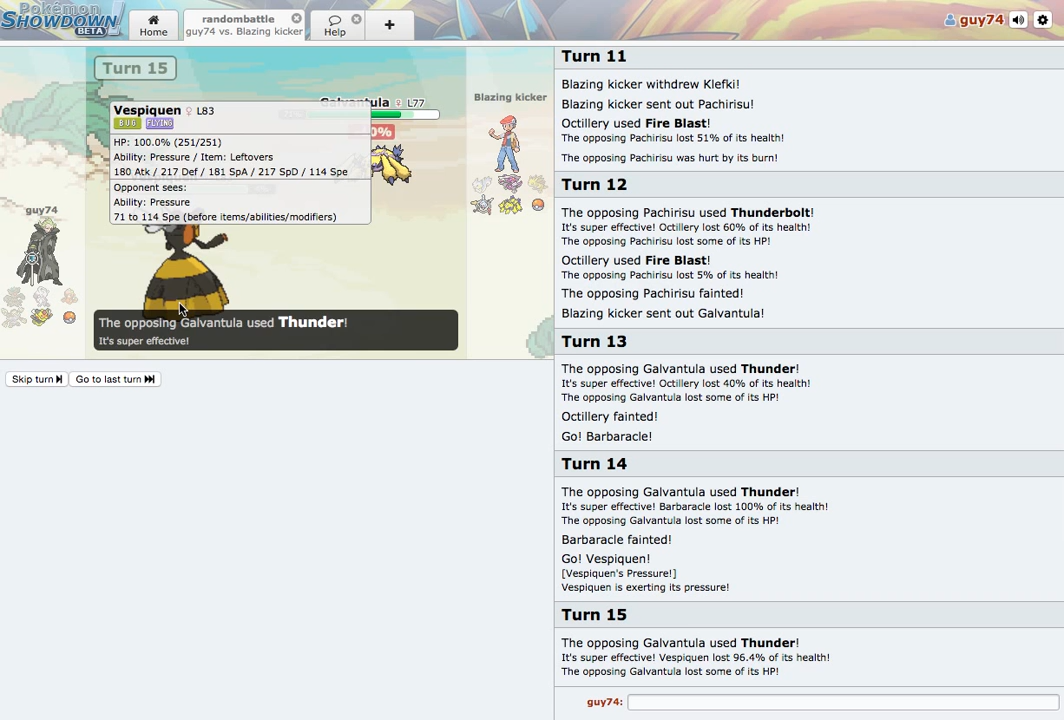 Pokémon
SHOWDOWN
BETA
Home
randombattle
guy74 vs. Blazing kicker
Help
guy74
Turn 15
Vespiquen ♀ L83
BUG FLYING
HP: 100.0% (251/251)
Ability: Pressure / Item: Leftovers
180 Atk / 217 Def / 181 SpA / 217 SpD / 114 Spe
Opponent sees:
Ability: Pressure
71 to 114 Spe (before items/abilities/modifiers)
♀ L77
Blazing kicker
guy74
The opposing Galvantula used Thunder!
It's super effective!
Skip turn
Go to last turn
Turn 11
Blazing kicker withdrew Klefki!
Blazing kicker sent out Pachirisu!
Octillery used Fire Blast!
The opposing Pachirisu lost 51% of its health!
The opposing Pachirisu was hurt by its burn!
Turn 12
The opposing Pachirisu used Thunderbolt!
It's super effective! Octillery lost 60% of its health!
The opposing Pachirisu lost some of its HP!
Octillery used Fire Blast!
The opposing Pachirisu lost 5% of its health!
The opposing Pachirisu fainted!
Blazing kicker sent out Galvantula!
Turn 13
The opposing Galvantula used Thunder!
It's super effective! Octillery lost 40% of its health!
The opposing Galvantula lost some of its HP!
Octillery fainted!
Go! Barbaracle!
Turn 14
The opposing Galvantula used Thunder!
It's super effective! Barbaracle lost 100% of its health!
The opposing Galvantula lost some of its HP!
Barbaracle fainted!
Go! Vespiquen!
[Vespiquen's Pressure!]
Vespiquen is exerting its pressure!
Turn 15
The opposing Galvantula used Thunder!
It's super effective! Vespiquen lost 96.4% of its health!
The opposing Galvantula lost some of its HP!
guy74: